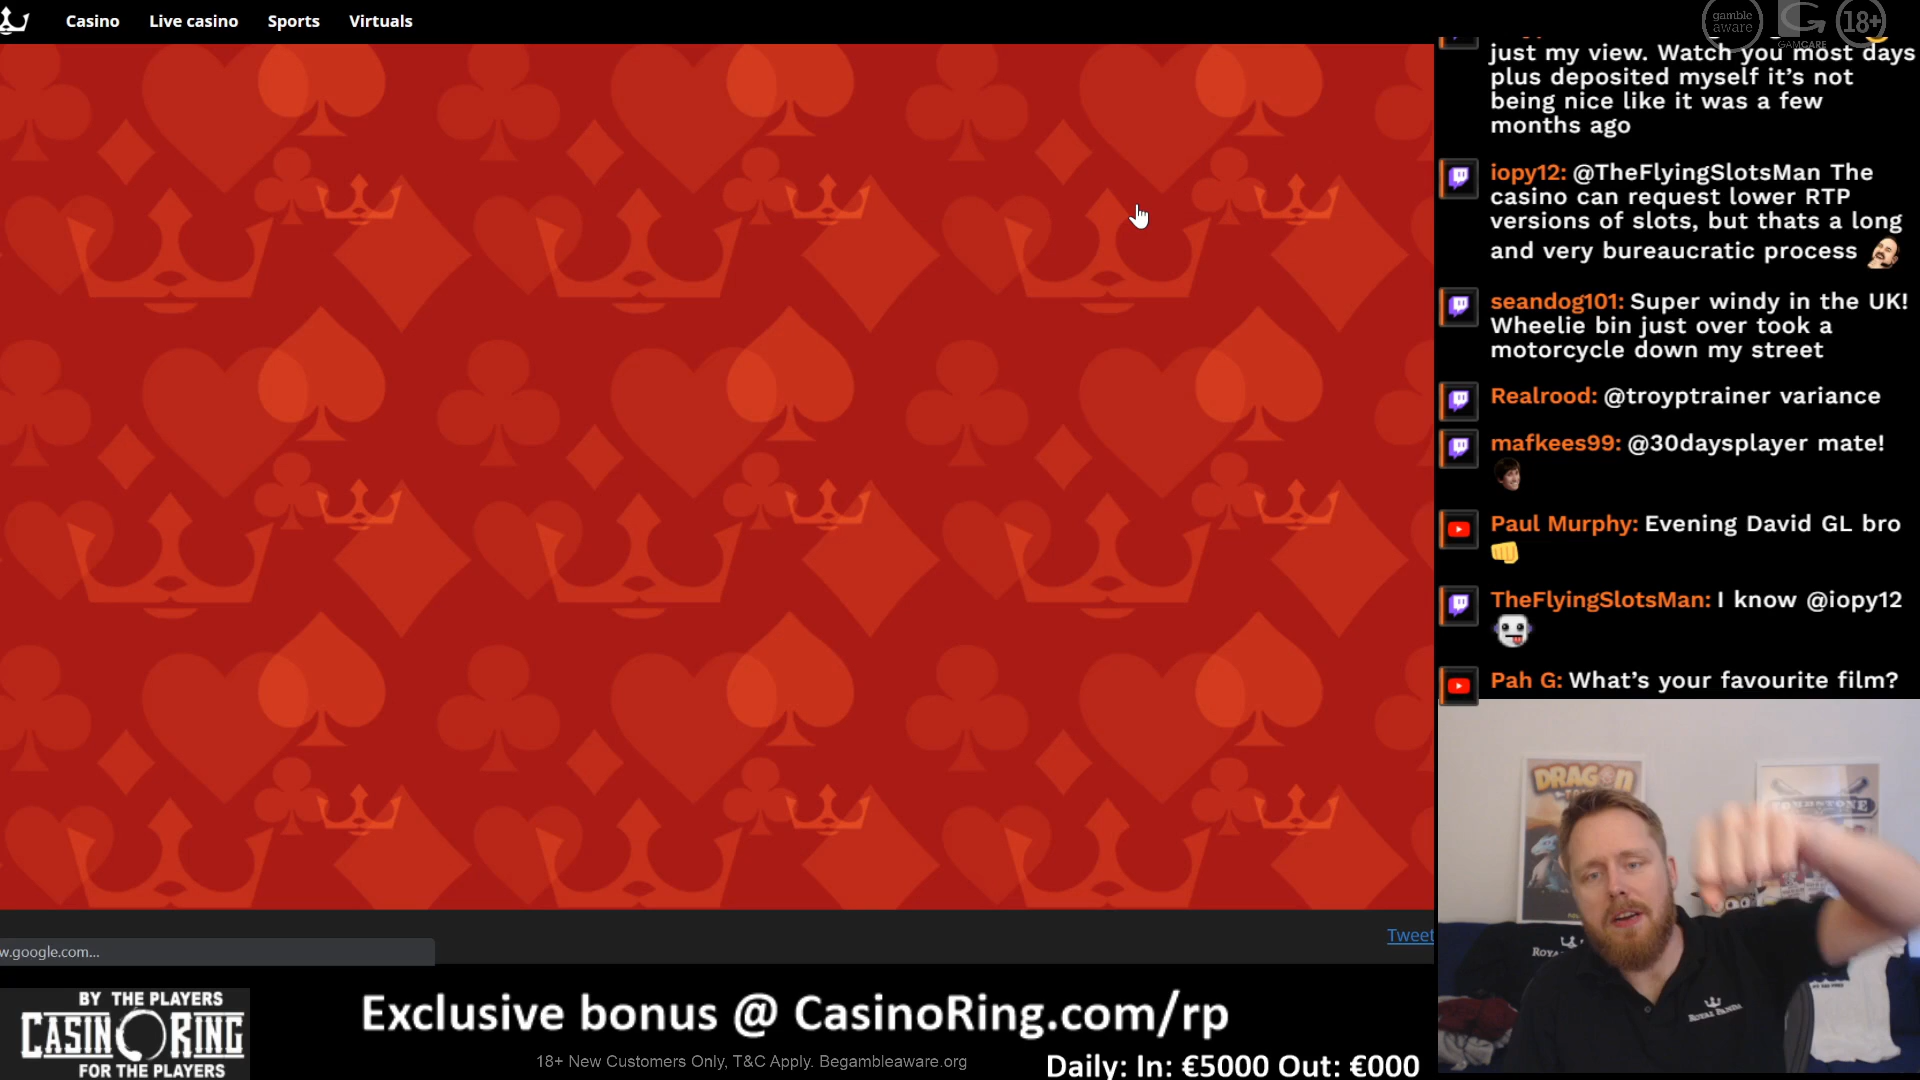 Casino Live casino Sports Virtuals
gamble
aware
GAMCARE
18+
just my view. Watch you most days
plus deposited myself it's not
being nice like it was a few
months ago
iopy12: @TheFlyingSlotsMan The
casino can request lower RTP
versions of slots, but thats a long
and very bureaucratic process
seandog101: Super windy in the UK!
Wheelie bin just over took a
motorcycle down my street
Realrood: @troyptrainer variance
mafkees99: @30daysplayer mate!
Paul Murphy: Evening David GL bro
TheFlyingSlotsMan: I know @iopy12
Pah G: What's your favourite film?
DRAGON
TOMBSTONE
ROYAL PANDA
Tweet
w.google.com...
BY THE PLAYERS
CASINO RING
FOR THE PLAYERS
Exclusive bonus @ CasinoRing.com/rp
18+ New Customers Only, T&C Apply. Begambleaware.org
Daily: In: €5000 Out: €000